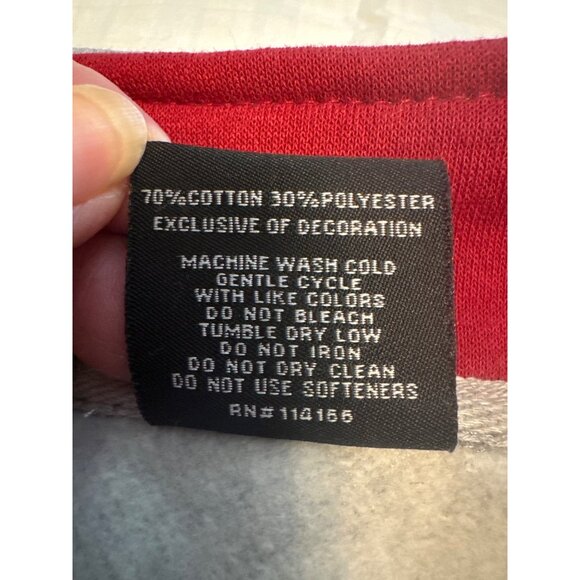 70%COTTON 30%POLYESTER
EXCLUSIVE OF DECORATION
MACHINE WASH COLD
GENTLE CYCLE
WITH LIKE COLORS
DO NOT BLEACH
TUMBLE DRY LOW
DO NOT IRON
DO NOT DRY CLEAN
DO NOT USE SOFTENERS
RN# 114166